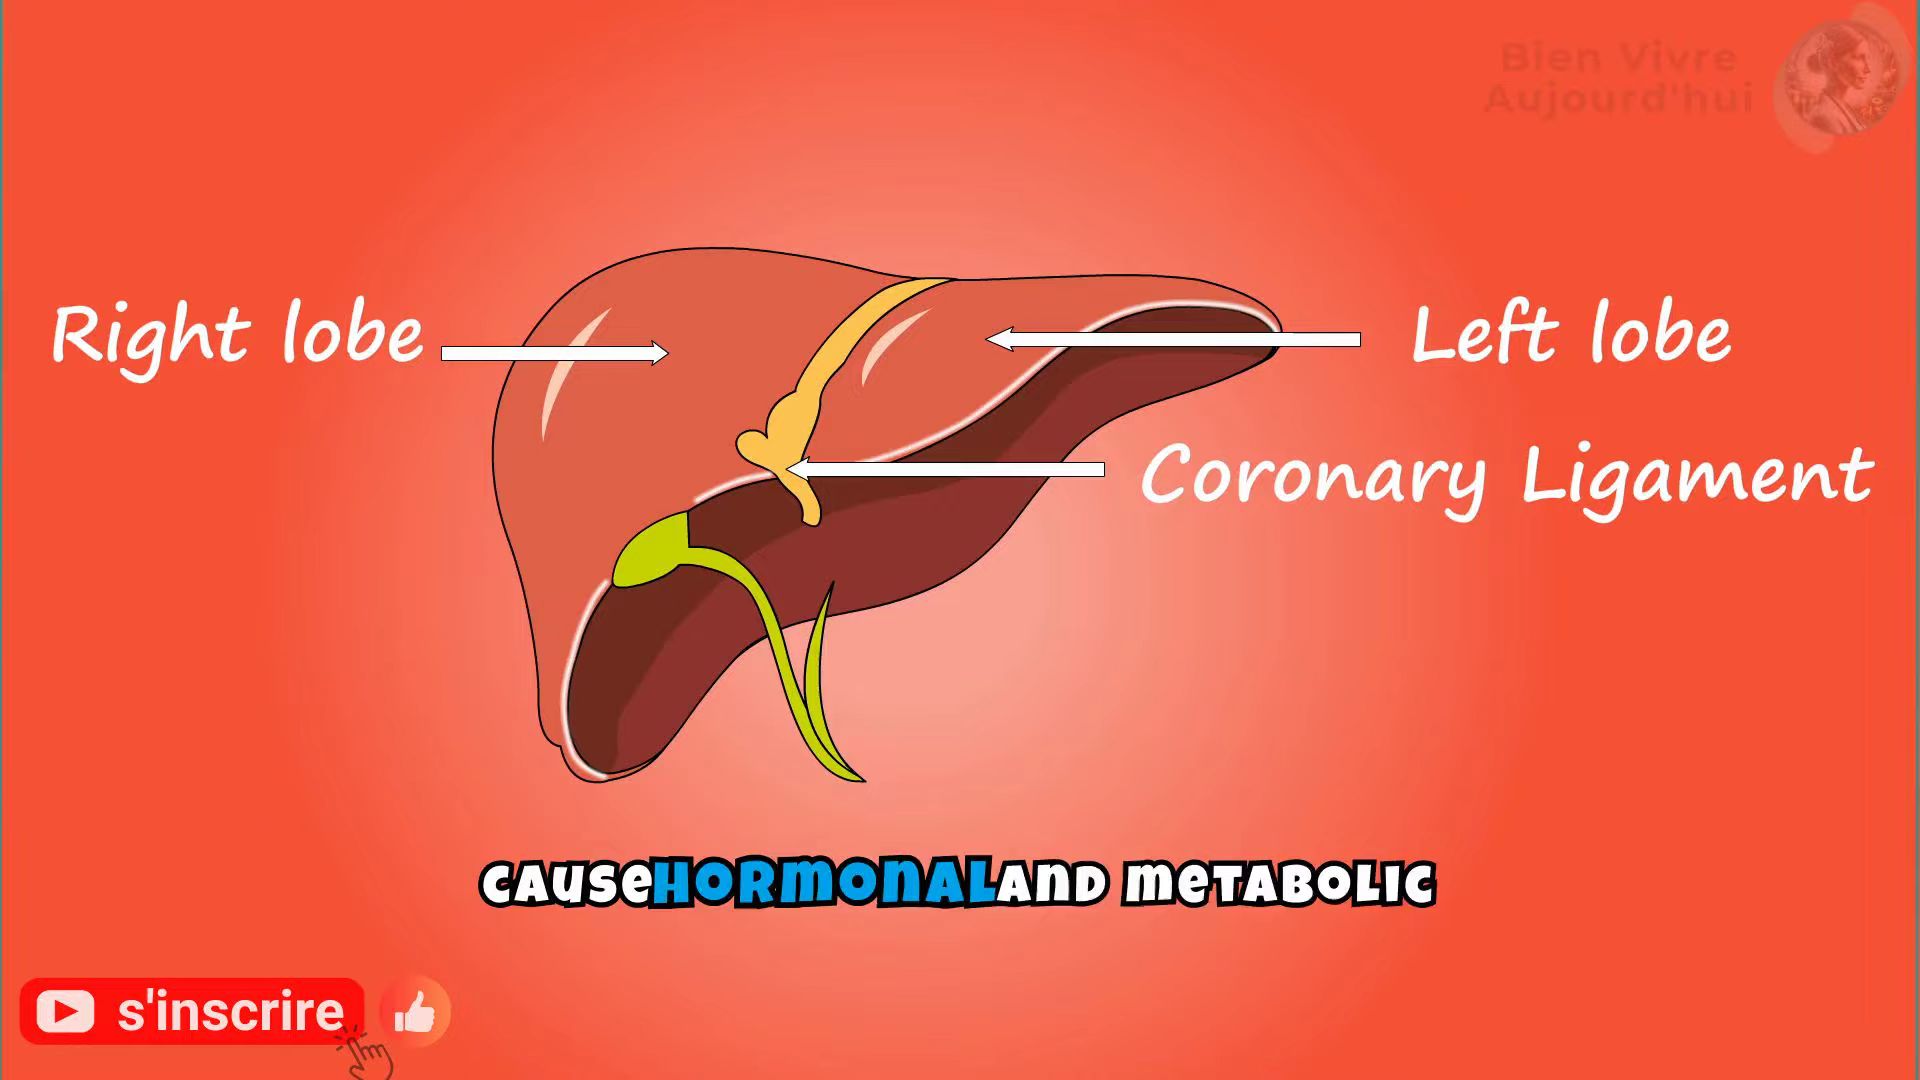 Bien Vivre
Aujourd'hui
Right lobe
Left lobe
Coronary Ligament
CAUSE HORMONAL AND METABOLIC
s'inscrire